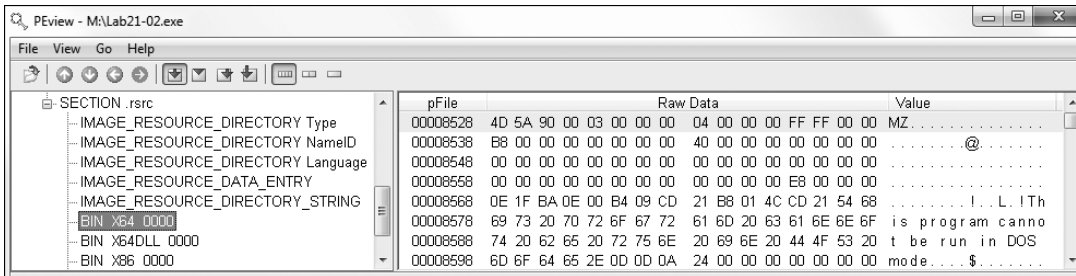 PEview - M:\Lab21-02.exe
File View Go Help
SECTION .rsrc
IMAGE_RESOURCE_DIRECTORY Type
IMAGE_RESOURCE_DIRECTORY NameID
IMAGE_RESOURCE_DIRECTORY Language
IMAGE_RESOURCE_DATA_ENTRY
IMAGE_RESOURCE_DIRECTORY_STRING
BIN X64 0000
BIN X64DLL 0000
BIN X86 0000
pFile Raw Data Value
00008528 4D 5A 90 00 03 00 00 00 04 00 00 00 FF FF 00 00 MZ..............
00008538 B8 00 00 00 00 00 00 00 40 00 00 00 00 00 00 00 ........@.......
00008548 00 00 00 00 00 00 00 00 00 00 00 00 00 00 00 00 ................
00008558 00 00 00 00 00 00 00 00 00 00 00 00 E8 00 00 00 ................
00008568 0E 1F BA 0E 00 B4 09 CD 21 B8 01 4C CD 21 54 68 ........!..L.!Th
00008578 69 73 20 70 72 6F 67 72 61 6D 20 63 61 6E 6E 6F is program canno
00008588 74 20 62 65 20 72 75 6E 20 69 6E 20 44 4F 53 20 t be run in DOS
00008598 6D 6F 64 65 2E 0D 0D 0A 24 00 00 00 00 00 00 00 mode....$.......